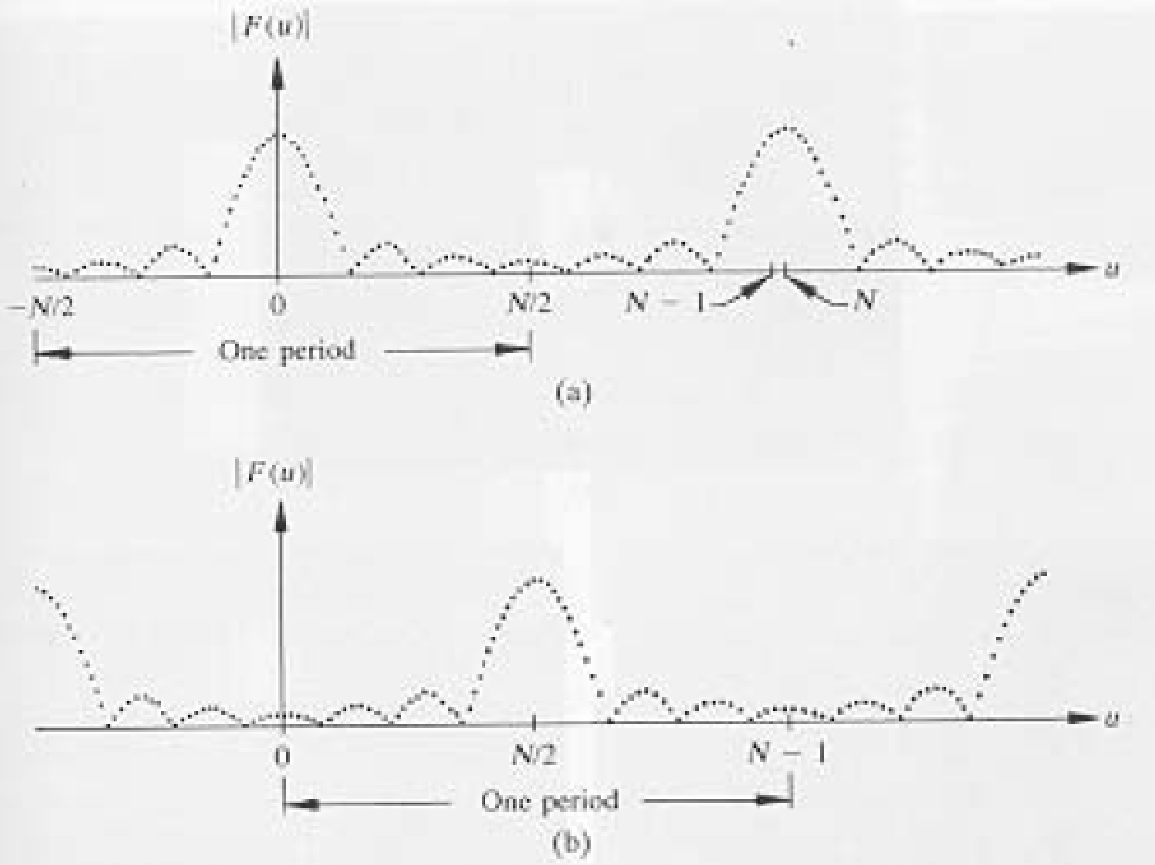 |F(u)|
−N/2 0 N/2 N − 1 N u
One period
(a)
|F(u)|
u
0 N/2 N − 1
One period
(b)